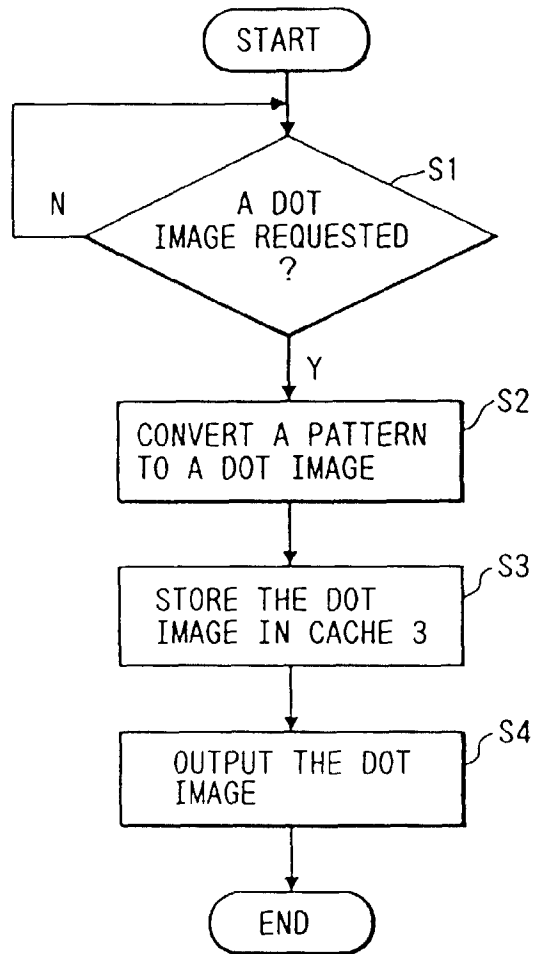 START
S1
A DOT
IMAGE REQUESTED
?
N
Y
S2
CONVERT A PATTERN
TO A DOT IMAGE
S3
STORE THE DOT
IMAGE IN CACHE 3
S4
OUTPUT THE DOT
IMAGE
END